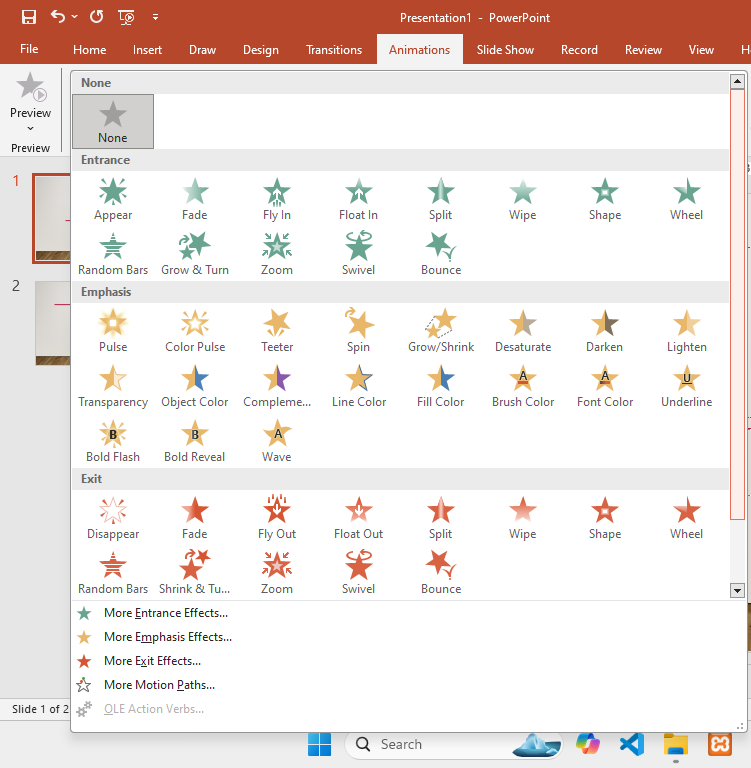 Presentation1 - PowerPoint
File Home Insert Draw Design Transitions Animations Slide Show Record Review View
Preview
Preview
None
None
Entrance
Appear Fade Fly In Float In Split Wipe Shape Wheel
Random Bars Grow & Turn Zoom Swivel Bounce
Emphasis
Pulse Color Pulse Teeter Spin Grow/Shrink Desaturate Darken Lighten
Transparency Object Color Compleme... Line Color Fill Color Brush Color Font Color Underline
Bold Flash Bold Reveal Wave
Exit
Disappear Fade Fly Out Float Out Split Wipe Shape Wheel
Random Bars Shrink & Tu... Zoom Swivel Bounce
More Entrance Effects...
More Emphasis Effects...
More Exit Effects...
More Motion Paths...
OLE Action Verbs...
1
2
Slide 1 of 2
Search